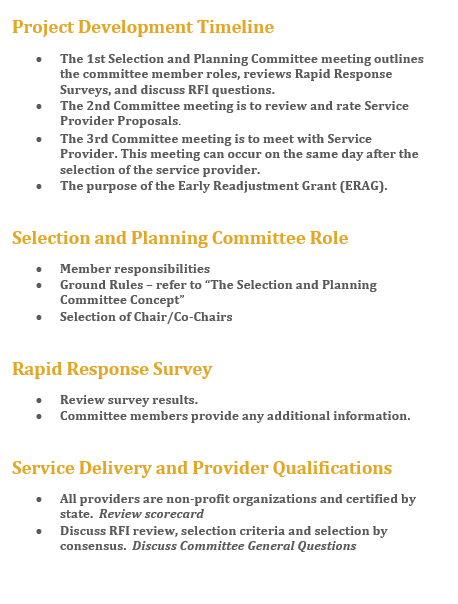 Project Development Timeline
• The 1st Selection and Planning Committee meeting outlines
the committee member roles, reviews Rapid Response
Surveys, and discuss RFI questions.
• The 2nd Committee meeting is to review and rate Service
Provider Proposals.
• The 3rd Committee meeting is to meet with Service
Provider. This meeting can occur on the same day after the
selection of the service provider.
• The purpose of the Early Readjustment Grant (ERAG).
Selection and Planning Committee Role
• Member responsibilities
• Ground Rules – refer to “The Selection and Planning
Committee Concept”
• Selection of Chair/Co-Chairs
Rapid Response Survey
• Review survey results.
• Committee members provide any additional information.
Service Delivery and Provider Qualifications
• All providers are non-profit organizations and certified by
state. Review scorecard
• Discuss RFI review, selection criteria and selection by
consensus. Discuss Committee General Questions